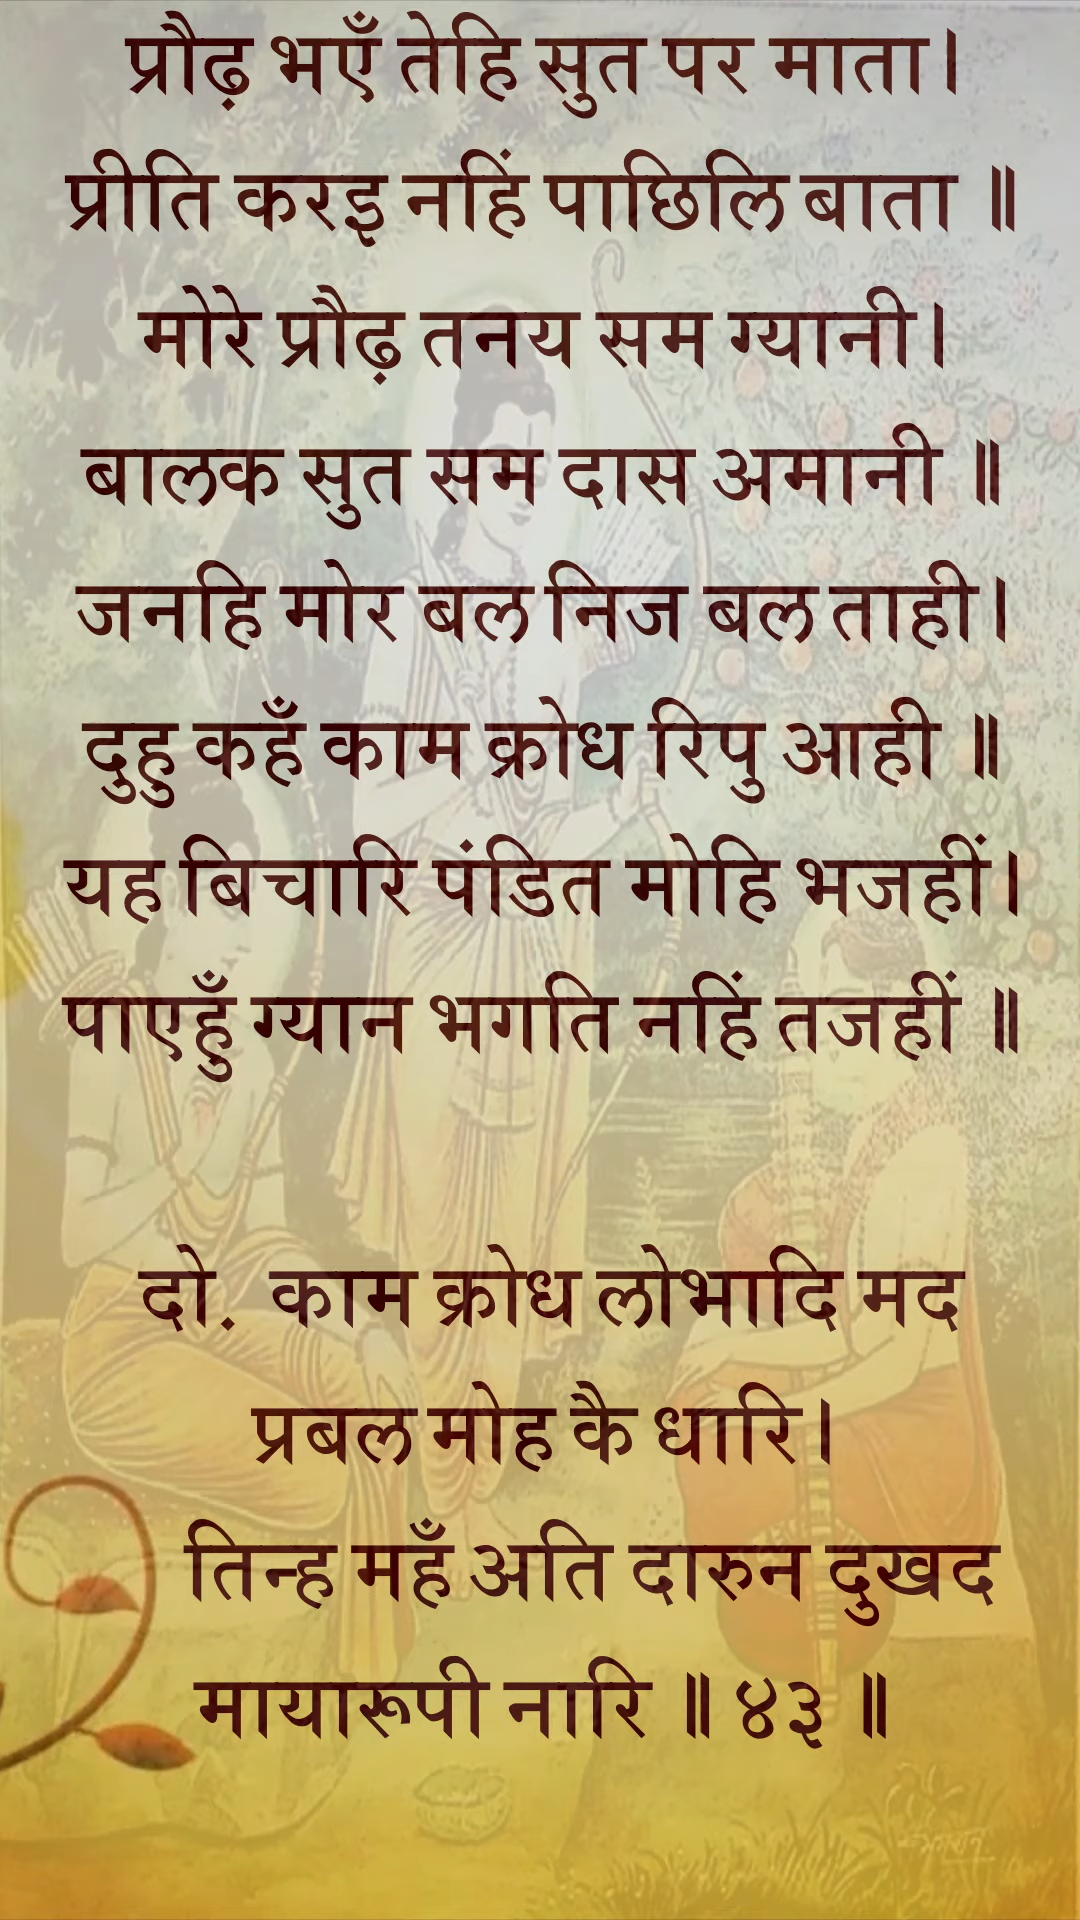 प्रौढ़ भएँ तेहि सुत पर माता।
प्रीति करइ नहिं पाछिलि बाता ॥
मोरे प्रौढ़ तनय सम ग्यानी।
बालक सुत सम दास अमानी ॥
जनहि मोर बल निज बल ताही।
दुहु कहँ काम क्रोध रिपु आही ॥
यह बिचारि पंडित मोहि भजहीं।
पाएहुँ ग्यान भगति नहिं तजहीं ॥
दो. काम क्रोध लोभादि मद
प्रबल मोह कै धारि।
तिन्ह महँ अति दारुन दुखद
मायारूपी नारि ॥ ४३ ॥